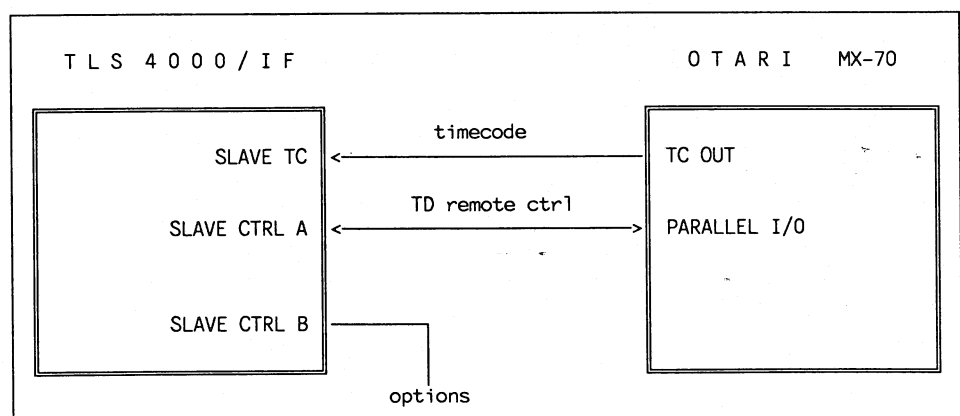 TLS 4000/IF
OTARI MX-70
timecode
SLAVE TC
TC OUT
TD remote ctrl
SLAVE CTRL A
PARALLEL I/O
SLAVE CTRL B
options